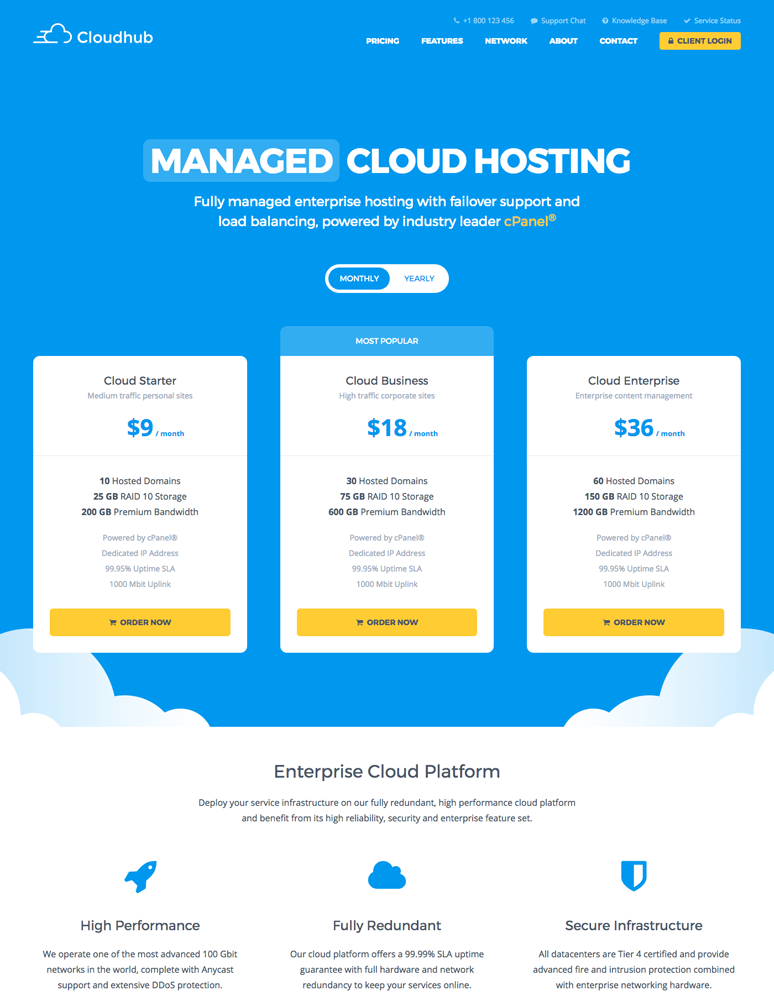 +1 800 123 456 Support Chat Knowledge Base Service Status
Cloudhub
PRICING FEATURES NETWORK ABOUT CONTACT CLIENT LOGIN
MANAGED CLOUD HOSTING
Fully managed enterprise hosting with failover support and
load balancing, powered by industry leader cPanel®
MONTHLY YEARLY
MOST POPULAR
Cloud Starter
Medium traffic personal sites
$9 / month
10 Hosted Domains
25 GB RAID 10 Storage
200 GB Premium Bandwidth
Powered by cPanel®
Dedicated IP Address
99.95% Uptime SLA
1000 Mbit Uplink
ORDER NOW
Cloud Business
High traffic corporate sites
$18 / month
30 Hosted Domains
75 GB RAID 10 Storage
600 GB Premium Bandwidth
Powered by cPanel®
Dedicated IP Address
99.95% Uptime SLA
1000 Mbit Uplink
ORDER NOW
Cloud Enterprise
Enterprise content management
$36 / month
60 Hosted Domains
150 GB RAID 10 Storage
1200 GB Premium Bandwidth
Powered by cPanel®
Dedicated IP Address
99.95% Uptime SLA
1000 Mbit Uplink
ORDER NOW
Enterprise Cloud Platform
Deploy your service infrastructure on our fully redundant, high performance cloud platform
and benefit from its high reliability, security and enterprise feature set.
High Performance
We operate one of the most advanced 100 Gbit
networks in the world, complete with Anycast
support and extensive DDoS protection.
Fully Redundant
Our cloud platform offers a 99.99% SLA uptime
guarantee with full hardware and network
redundancy to keep your services online.
Secure Infrastructure
All datacenters are Tier 4 certified and provide
advanced fire and intrusion protection combined
with enterprise networking hardware.